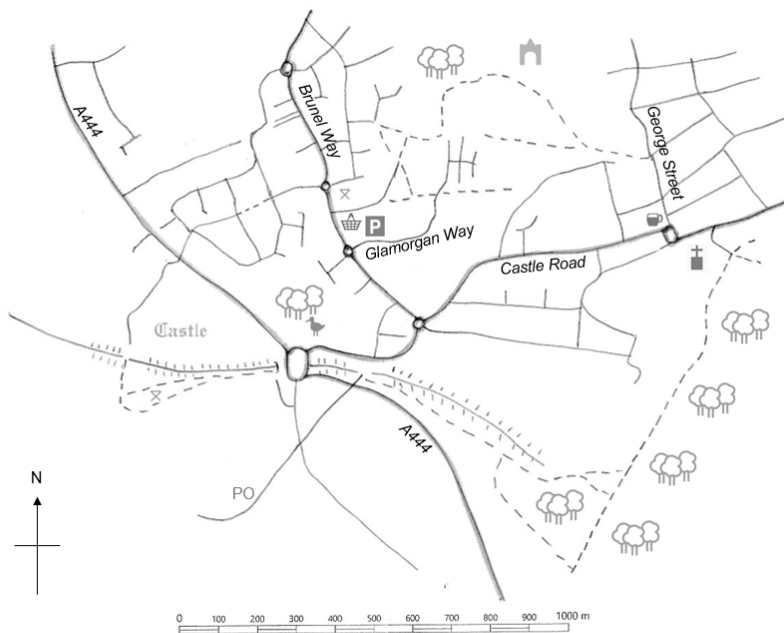 A444
Brunel Way
George Street
P
Glamorgan Way
Castle Road
Castle
A444
PO
N
0 100 200 300 400 500 600 700 800 900 1000 m